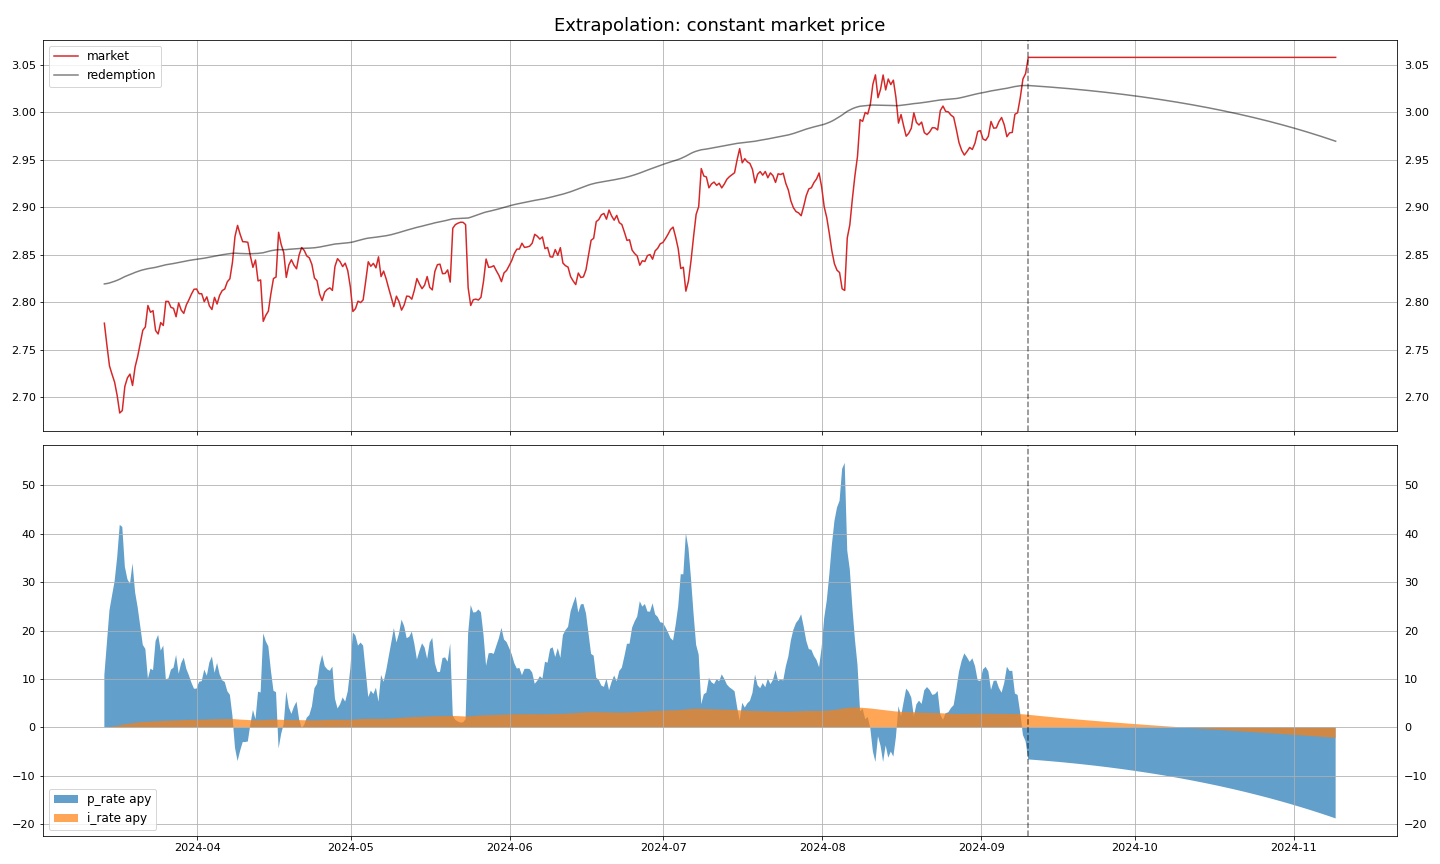 Extrapolation: constant market price
market
redemption
3.05 3.05
3.00 3.00
2.95 2.95
2.90 2.90
2.85 2.85
2.80 2.80
2.75 2.75
2.70 2.70
50 50
40 40
30 30
20 20
10 10
0 0
−10 −10
−20 −20
p_rate apy
i_rate apy
2024-04 2024-05 2024-06 2024-07 2024-08 2024-09 2024-10 2024-11